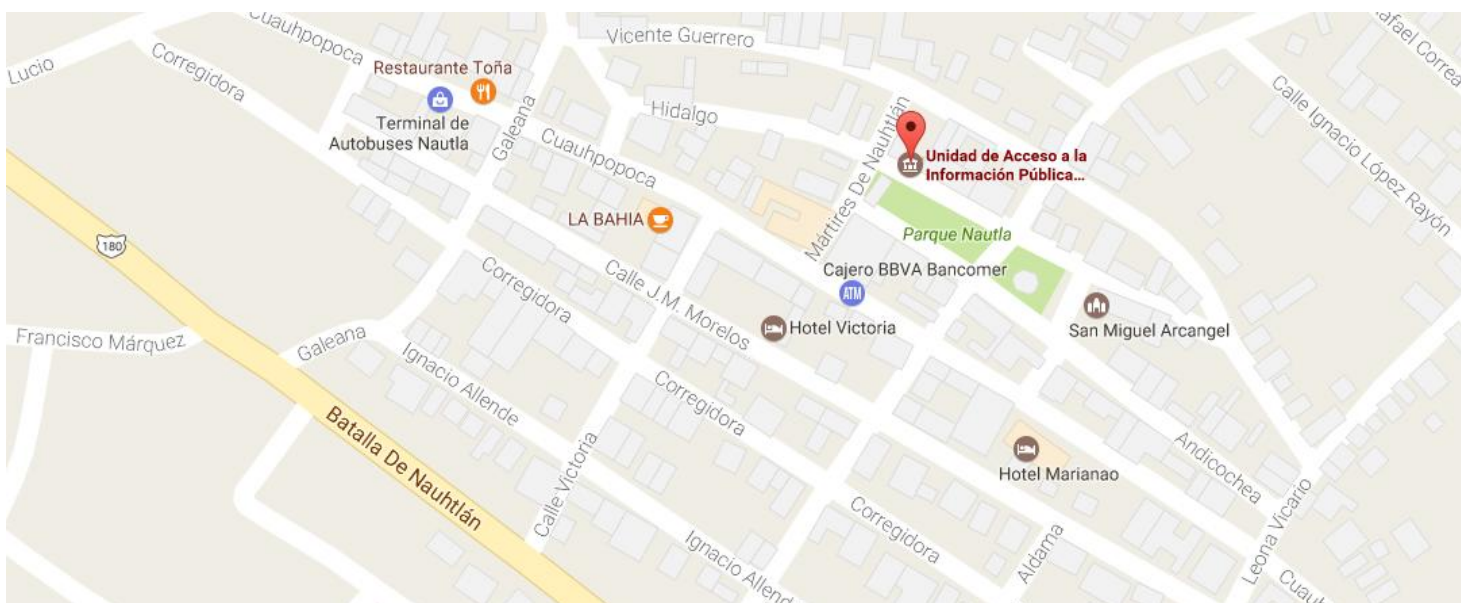 Cuauhpopoca
Vicente Guerrero
Rafael Correa
Lucio
Corregidora
Restaurante Toña
Terminal de
Autobuses Nautla
Galeana
Hidalgo
Mártires De Nauhtlán
Calle Ignacio López Rayón
Unidad de Acceso a la
Información Pública...
Cuauhpopoca
LA BAHIA
Parque Nautla
180
Corregidora
Calle J.M. Morelos
Cajero BBVA Bancomer
ATM
Hotel Victoria
San Miguel Arcangel
Francisco Márquez
Galeana
Ignacio Allende
Corregidora
Batalla De Nauhtlán
Calle Victoria
Hotel Marianao
Andicochea
Corregidora
Ignacio Allende
Aldama
Leona Vicario